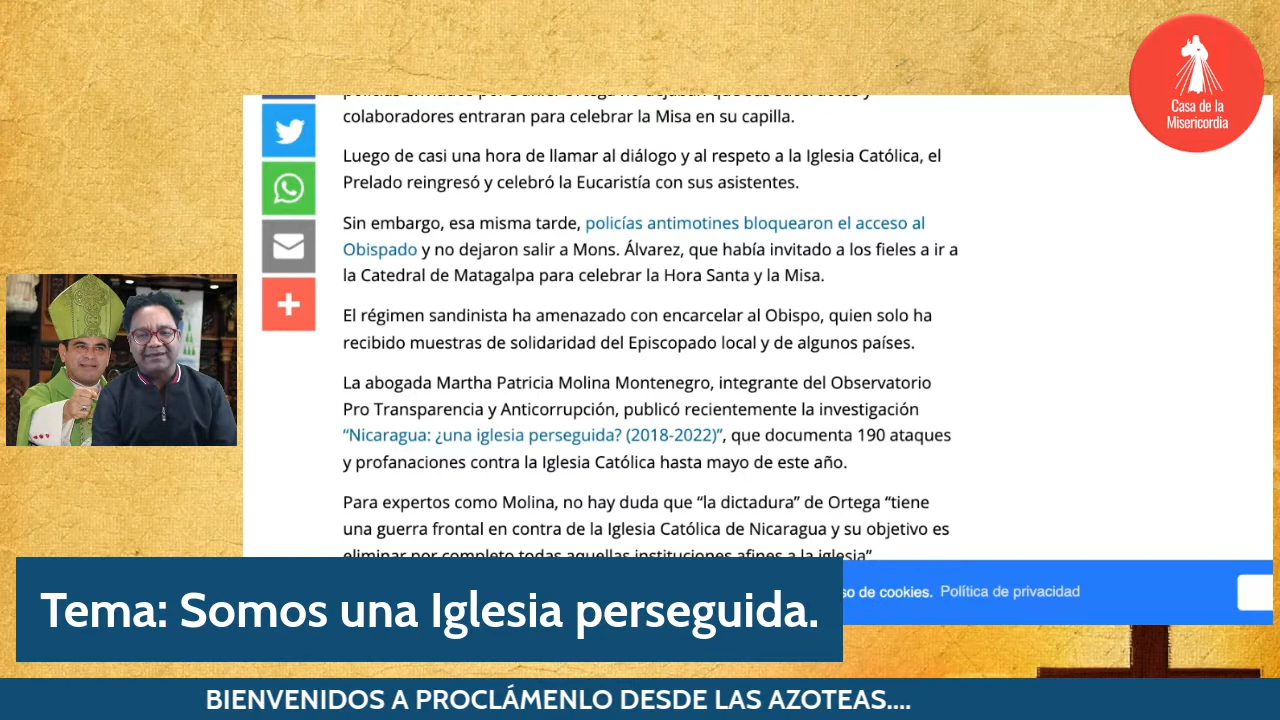 Casa de la
Misericordia
colaboradores entraran para celebrar la Misa en su capilla.
Luego de casi una hora de llamar al diálogo y al respeto a la Iglesia Católica, el
Prelado reingresó y celebró la Eucaristía con sus asistentes.
Sin embargo, esa misma tarde, policías antimotines bloquearon el acceso al
Obispado y no dejaron salir a Mons. Álvarez, que había invitado a los fieles a ir a
la Catedral de Matagalpa para celebrar la Hora Santa y la Misa.
El régimen sandinista ha amenazado con encarcelar al Obispo, quien solo ha
recibido muestras de solidaridad del Episcopado local y de algunos países.
La abogada Martha Patricia Molina Montenegro, integrante del Observatorio
Pro Transparencia y Anticorrupción, publicó recientemente la investigación
“Nicaragua: ¿una iglesia perseguida? (2018-2022)”, que documenta 190 ataques
y profanaciones contra la Iglesia Católica hasta mayo de este año.
Para expertos como Molina, no hay duda que “la dictadura” de Ortega “tiene
una guerra frontal en contra de la Iglesia Católica de Nicaragua y su objetivo es
eliminar por completo todas aquellas instituciones afines a la iglesia”
so de cookies. Política de privacidad
Tema: Somos una Iglesia perseguida.
BIENVENIDOS A PROCLÁMENLO DESDE LAS AZOTEAS....